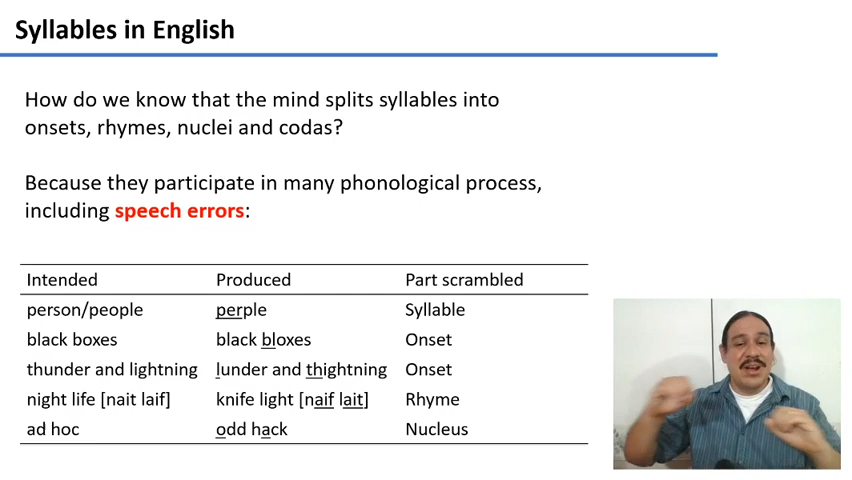 Syllables in English
How do we know that the mind splits syllables into
onsets, rhymes, nuclei and codas?
Because they participate in many phonological process,
including speech errors:
Intended Produced Part scrambled
person/people perple Syllable
black boxes black bloxes Onset
thunder and lightning lunder and thightning Onset
night life [nait laif] knife light [naif lait] Rhyme
ad hoc odd hack Nucleus